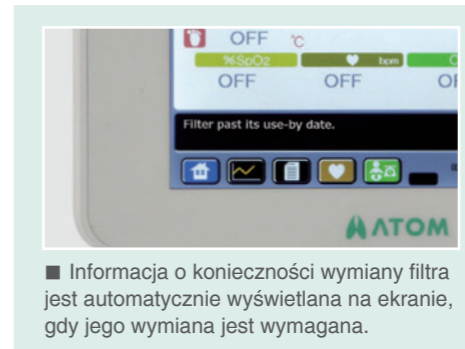 OFF °C
%SpO2 bpm
OFF OFF
Filter past its use-by date.
ATOM
■ Informacja o konieczności wymiany filtra
jest automatycznie wyświetlana na ekranie,
gdy jego wymiana jest wymagana.